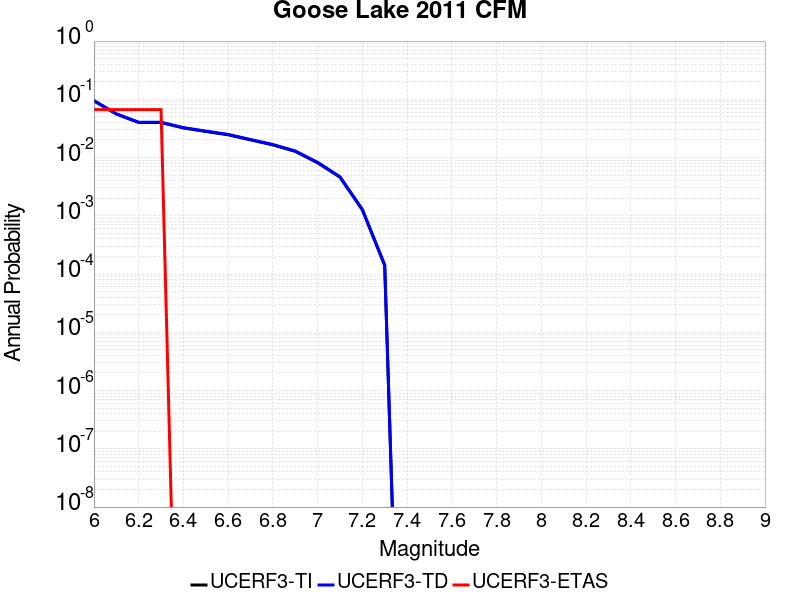 Goose Lake 2011 CFM
10^0
10^-1
10^-2
10^-3
10^-4
10^-5
10^-6
10^-7
10^-8
Annual Probability
6 6.2 6.4 6.6 6.8 7 7.2 7.4 7.6 7.8 8 8.2 8.4 8.6 8.8 9
Magnitude
UCERF3-TI UCERF3-TD UCERF3-ETAS